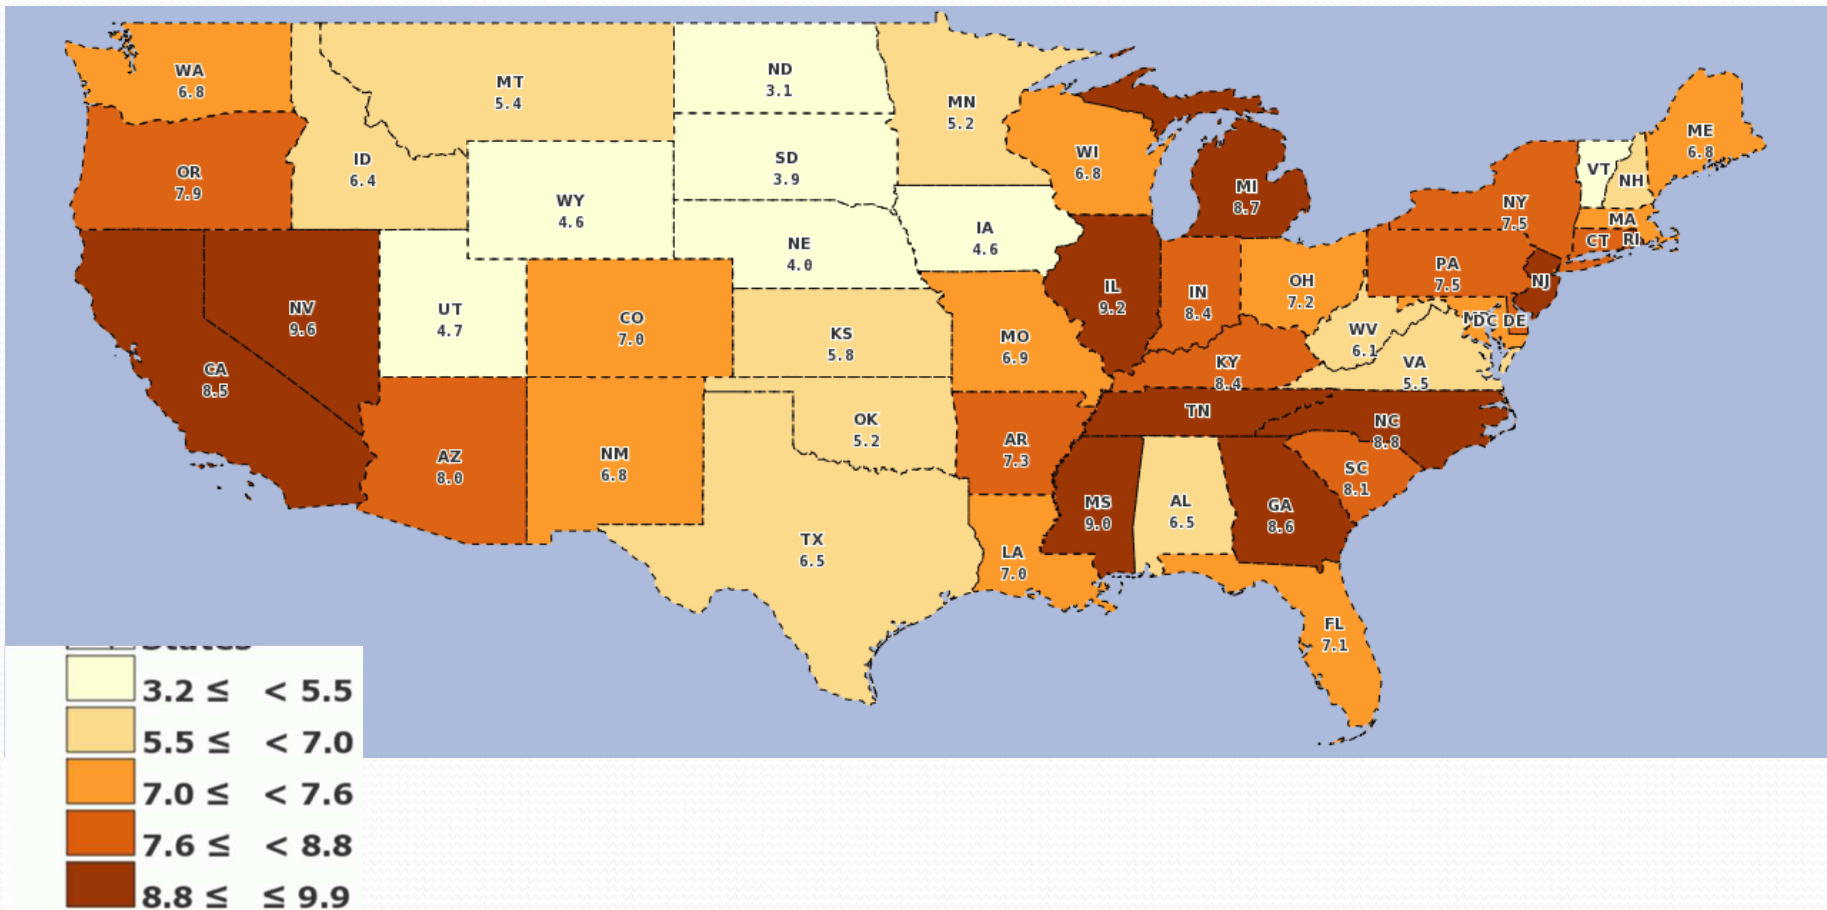 WA
6.8
MT
5.4
ND
3.1
MN
5.2
ME
6.8
OR
7.9
ID
6.4
SD
3.9
WI
6.8
VT
NH
MI
8.7
WY
4.6
NY
7.5
MA
IA
4.6
CT RI
NE
4.0
PA
7.5
OH
7.2
NJ
IL
9.2
IN
8.4
NV
9.6
UT
4.7
CO
7.0
KS
5.8
MO
6.9
WV
6.1
DC DE
KY
8.4
VA
5.5
CA
8.5
TN
NC
8.8
OK
5.2
AR
7.3
AZ
8.0
NM
6.8
SC
8.1
MS
9.0
AL
6.5
GA
8.6
TX
6.5
LA
7.0
FL
7.1
States
3.2 ≤ < 5.5
5.5 ≤ < 7.0
7.0 ≤ < 7.6
7.6 ≤ < 8.8
8.8 ≤ ≤ 9.9